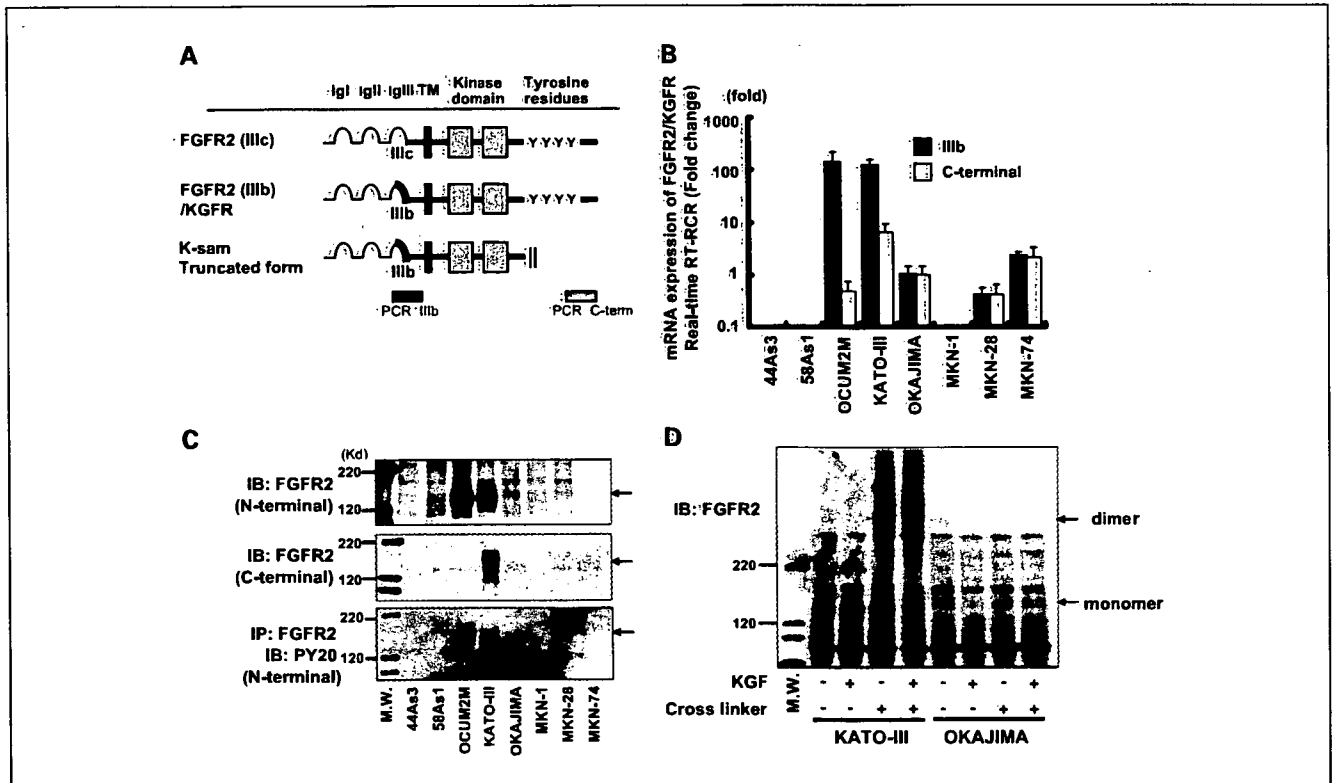 A
IgI IgII IgIII TM Kinase domain Tyrosine residues
FGFR2 (IIIc)
IIIc
Y Y Y Y
FGFR2 (IIIb)
/KGFR
IIIb
Y Y Y Y
K-sam
Truncated form
IIIb
PCR IIIb
PCR C-term
B
(fold)
mRNA expression of FGFR2/KGFR
Real-time RT-RCR (Fold change)
1000
100
10
1
0.1
IIIb
C-terminal
44As3
58As1
OCUM2M
KATO-III
OKAJIMA
MKN-1
MKN-28
MKN-74
C
(Kd)
IB: FGFR2
(N-terminal)
220
120
IB: FGFR2
(C-terminal)
220
120
IP: FGFR2
IB: PY20
(N-terminal)
220
120
M.W.
44As3
58As1
OCUM2M
KATO-III
OKAJIMA
MKN-1
MKN-28
MKN-74
D
IB: FGFR2
220
120
dimer
monomer
M.W.
KGF - + - + - + - +
Cross linker - - + + - - + +
KATO-III OKAJIMA